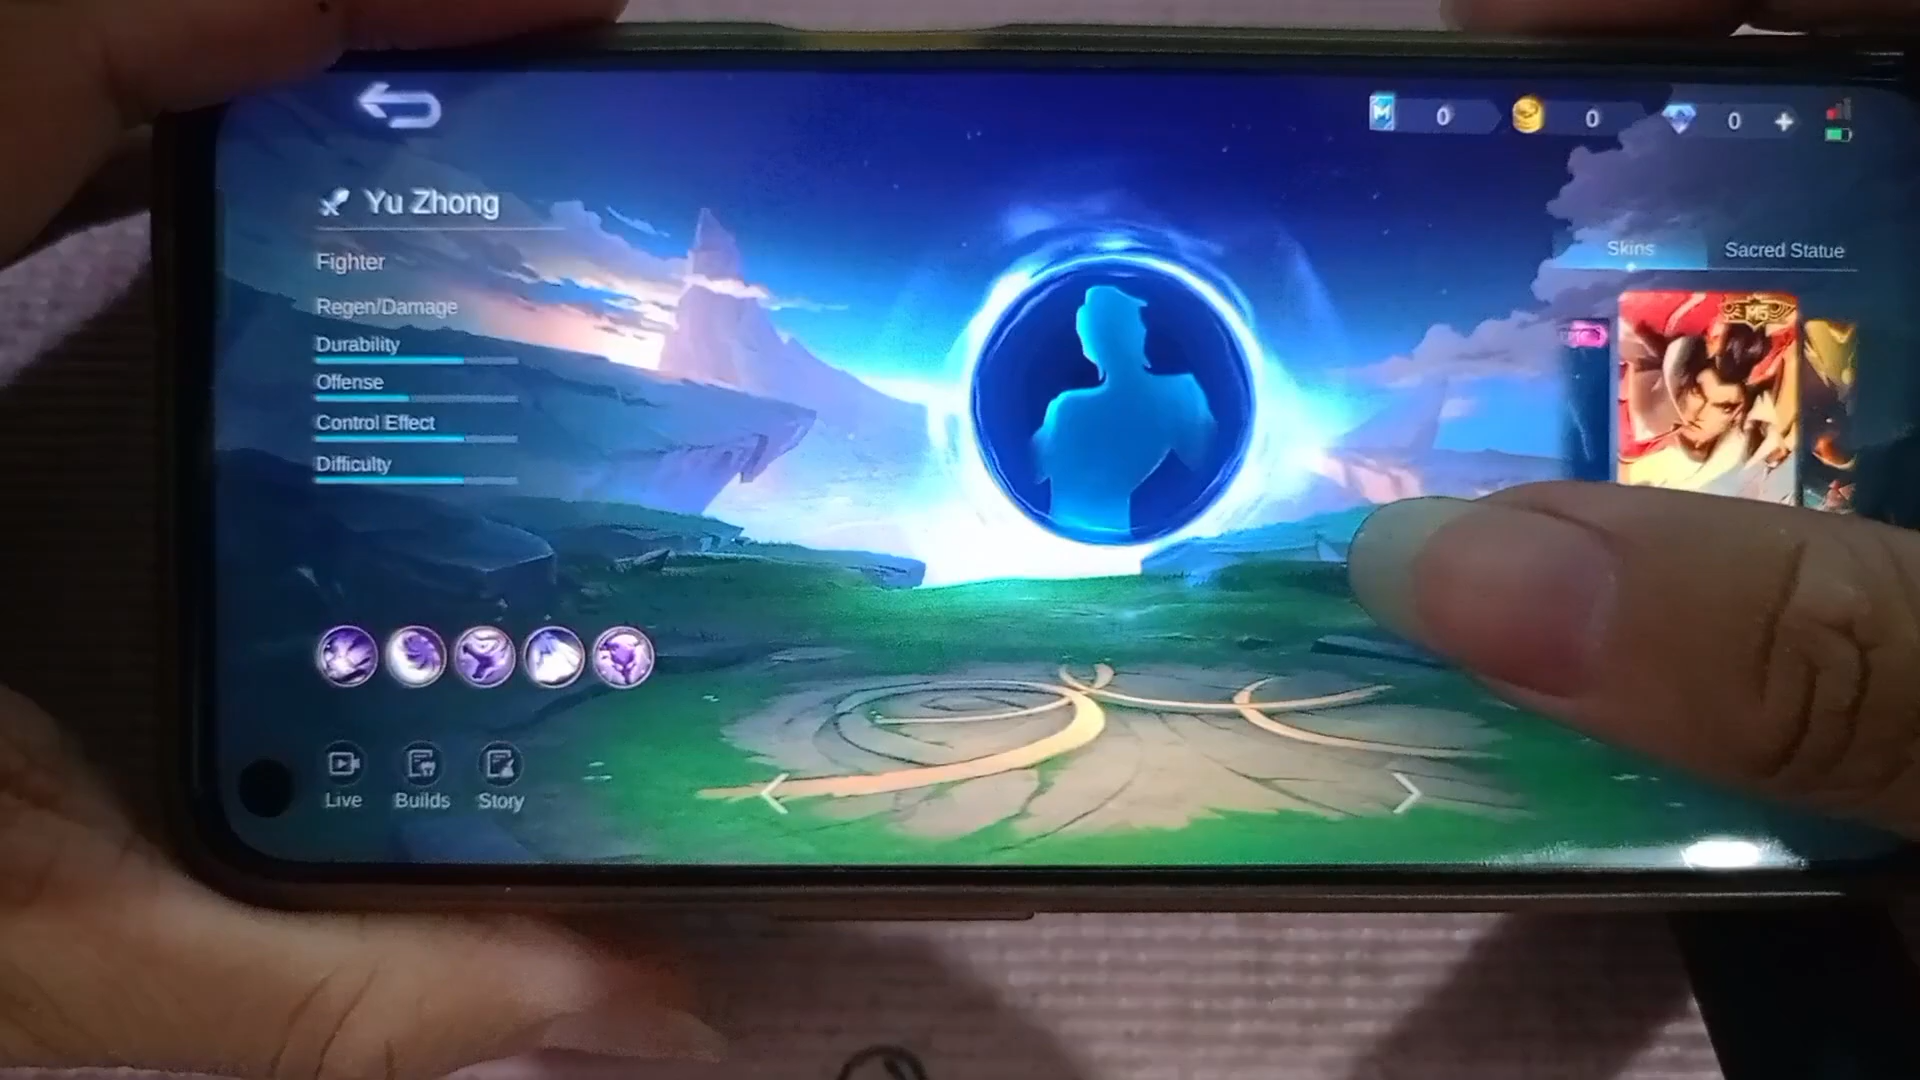 0
0
0
+
Yu Zhong
Fighter
Regen/Damage
Durability
Offense
Control Effect
Difficulty
Skins
Sacred Statue
M5
Live
Builds
Story